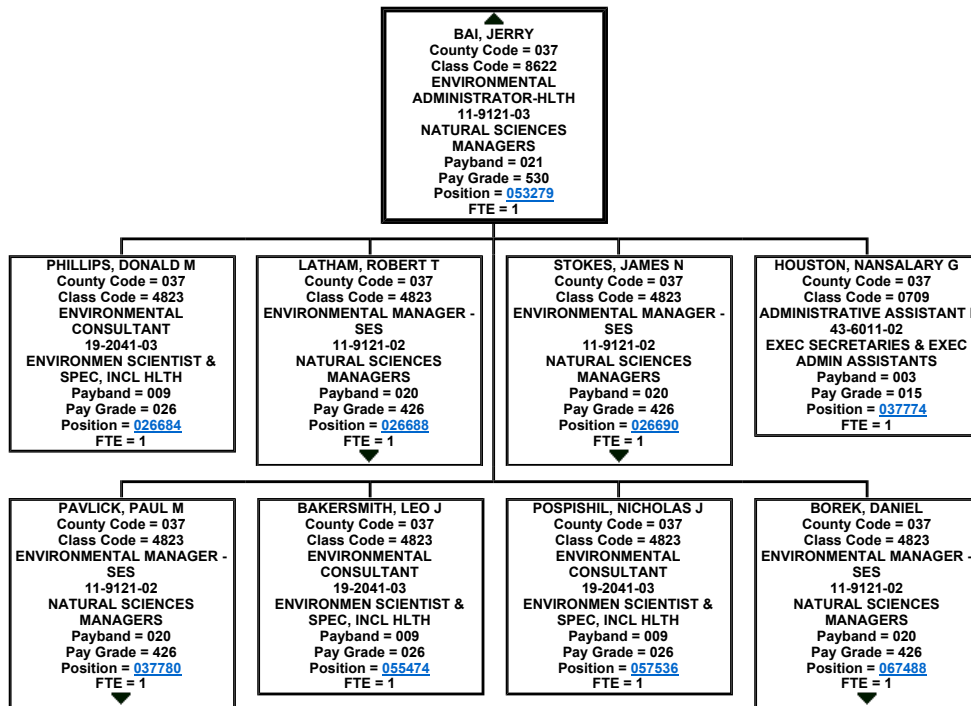 BAI, JERRY
County Code = 037
Class Code = 8622
ENVIRONMENTAL
ADMINISTRATOR-HLTH
11-9121-03
NATURAL SCIENCES
MANAGERS
Payband = 021
Pay Grade = 530
Position = 053279
FTE = 1
PHILLIPS, DONALD M
County Code = 037
Class Code = 4823
ENVIRONMENTAL
CONSULTANT
19-2041-03
ENVIRONMEN SCIENTIST &
SPEC, INCL HLTH
Payband = 009
Pay Grade = 026
Position = 026684
FTE = 1
LATHAM, ROBERT T
County Code = 037
Class Code = 4823
ENVIRONMENTAL MANAGER -
SES
11-9121-02
NATURAL SCIENCES
MANAGERS
Payband = 020
Pay Grade = 426
Position = 026688
FTE = 1
STOKES, JAMES N
County Code = 037
Class Code = 4823
ENVIRONMENTAL MANAGER -
SES
11-9121-02
NATURAL SCIENCES
MANAGERS
Payband = 020
Pay Grade = 426
Position = 026690
FTE = 1
HOUSTON, NANSALARY G
County Code = 037
Class Code = 0709
ADMINISTRATIVE ASSISTANT
43-6011-02
EXEC SECRETARIES & EXEC
ADMIN ASSISTANTS
Payband = 003
Pay Grade = 015
Position = 037774
FTE = 1
PAVLICK, PAUL M
County Code = 037
Class Code = 4823
ENVIRONMENTAL MANAGER -
SES
11-9121-02
NATURAL SCIENCES
MANAGERS
Payband = 020
Pay Grade = 426
Position = 037780
FTE = 1
BAKERSMITH, LEO J
County Code = 037
Class Code = 4823
ENVIRONMENTAL
CONSULTANT
19-2041-03
ENVIRONMEN SCIENTIST &
SPEC, INCL HLTH
Payband = 009
Pay Grade = 026
Position = 055474
FTE = 1
POSPISHIL, NICHOLAS J
County Code = 037
Class Code = 4823
ENVIRONMENTAL
CONSULTANT
19-2041-03
ENVIRONMEN SCIENTIST &
SPEC, INCL HLTH
Payband = 009
Pay Grade = 026
Position = 057536
FTE = 1
BOREK, DANIEL
County Code = 037
Class Code = 4823
ENVIRONMENTAL MANAGER -
SES
11-9121-02
NATURAL SCIENCES
MANAGERS
Payband = 020
Pay Grade = 426
Position = 067488
FTE = 1